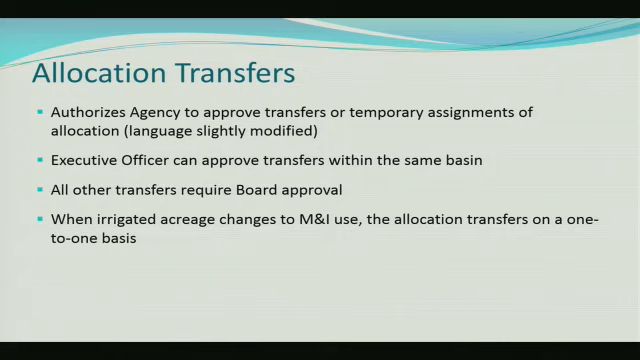 Allocation Transfers
Authorizes Agency to approve transfers or temporary assignments of
allocation (language slightly modified)
Executive Officer can approve transfers within the same basin
All other transfers require Board approval
When irrigated acreage changes to M&I use, the allocation transfers on a one-
to-one basis